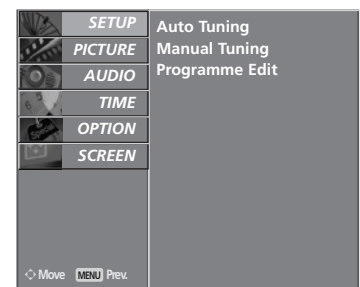 SETUP
PICTURE
AUDIO
TIME
OPTION
SCREEN
Move MENU Prev.
Auto Tuning
Manual Tuning
Programme Edit